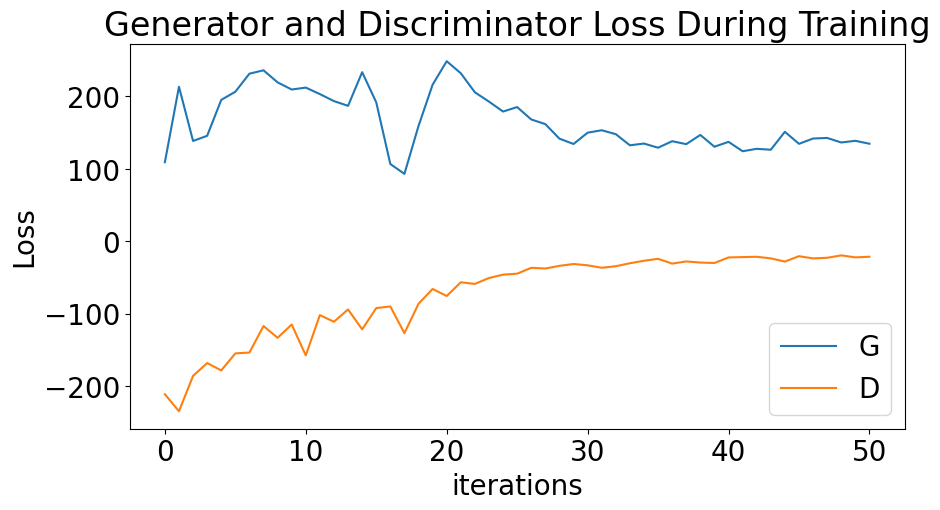 Generator and Discriminator Loss During Training
200
100
0
−100
−200
Loss
G
D
0 10 20 30 40 50
iterations